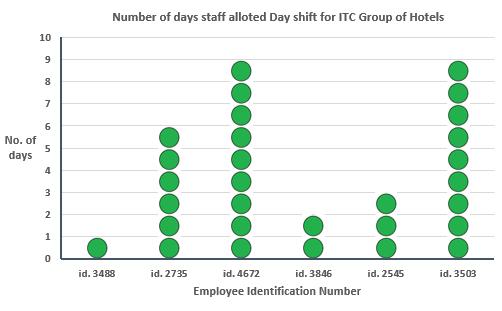 Number of days staff alloted Day shift for ITC Group of Hotels
10
9
8
7
6
5
4
3
2
1
0
No. of
days
id. 3488 id. 2735 id. 4672 id. 3846 id. 2545 id. 3503
Employee Identification Number